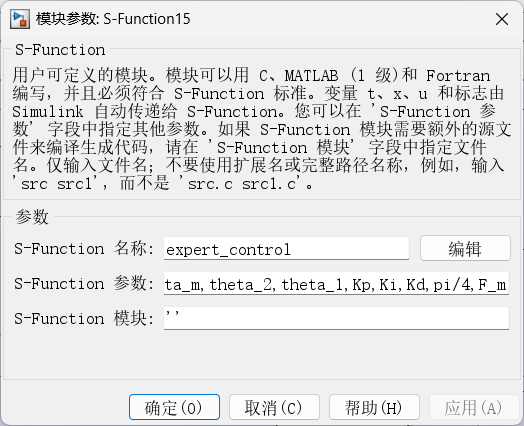 模块参数: S-Function15
S-Function
用户可定义的模块。模块可以用 C、MATLAB (1 级)和 Fortran
编写，并且必须符合 S-Function 标准。变量 t、x、u 和标志由
Simulink 自动传递给 S-Function。您可以在 'S-Function 参
数' 字段中指定其他参数。如果 S-Function 模块需要额外的源文
件来编译生成代码，请在 'S-Function 模块' 字段中指定文件
名。仅输入文件名；不要使用扩展名或完整路径名称，例如，输入
'src src1'，而不是 'src.c src1.c'。
参数
S-Function 名称: expert_control 编辑
S-Function 参数: ta_m,theta_2,theta_1,Kp,Ki,Kd,pi/4,F_m
S-Function 模块: ''
确定(O) 取消(C) 帮助(H) 应用(A)